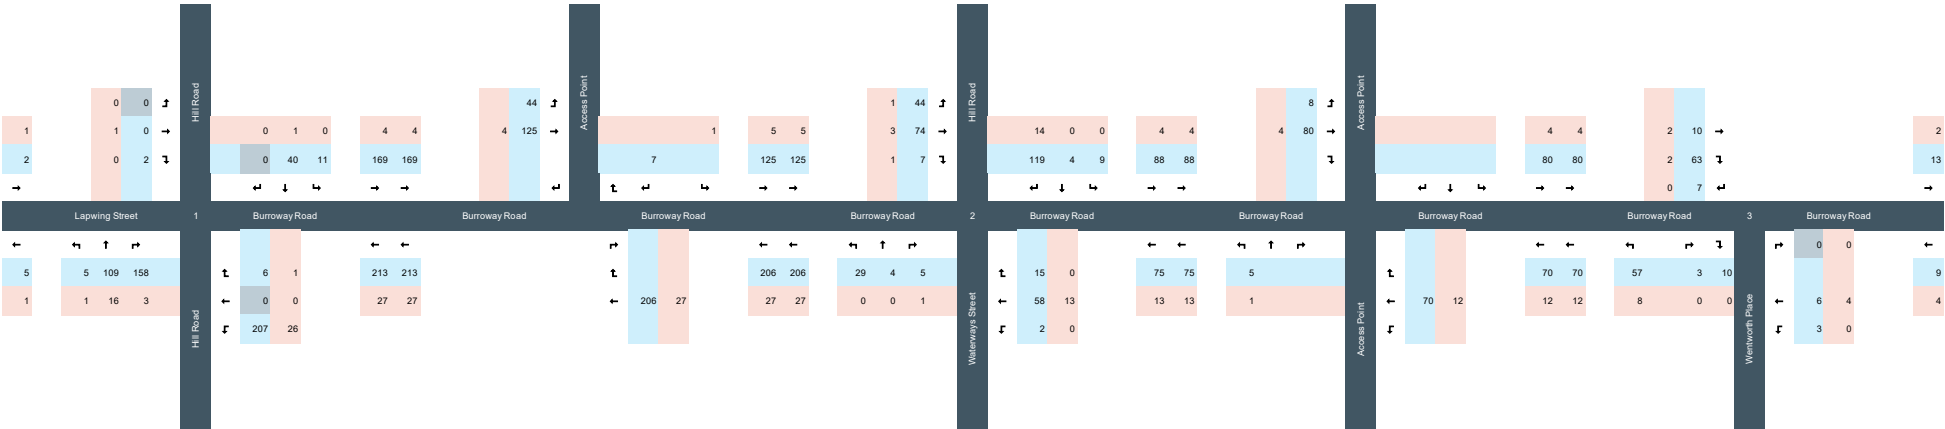 Hill Road
Access Point
Hill Road
Access Point
0 0 44 1 44 8
1 1 0 0 1 0 4 4 4 125 1 5 5 3 74 14 0 0 4 4 4 80 4 4 2 10 2
2 0 2 0 40 11 169 169 7 125 125 1 7 119 4 9 88 88 80 80 2 63 13
0 7
Lapwing Street 1 Burroway Road Burroway Road Burroway Road Burroway Road 2 Burroway Road Burroway Road Burroway Road Burroway Road 3 Burroway Road
0 0
5 5 109 158 6 1 213 213 206 206 29 4 5 15 0 75 75 5 70 70 57 3 10 9
1 1 16 3 0 0 27 27 206 27 27 27 0 0 1 58 13 13 13 1 70 12 12 12 8 0 0 6 4 4
207 26 2 0 3 0
Hill Road
Waterways Street
Access Point
Wentworth Place